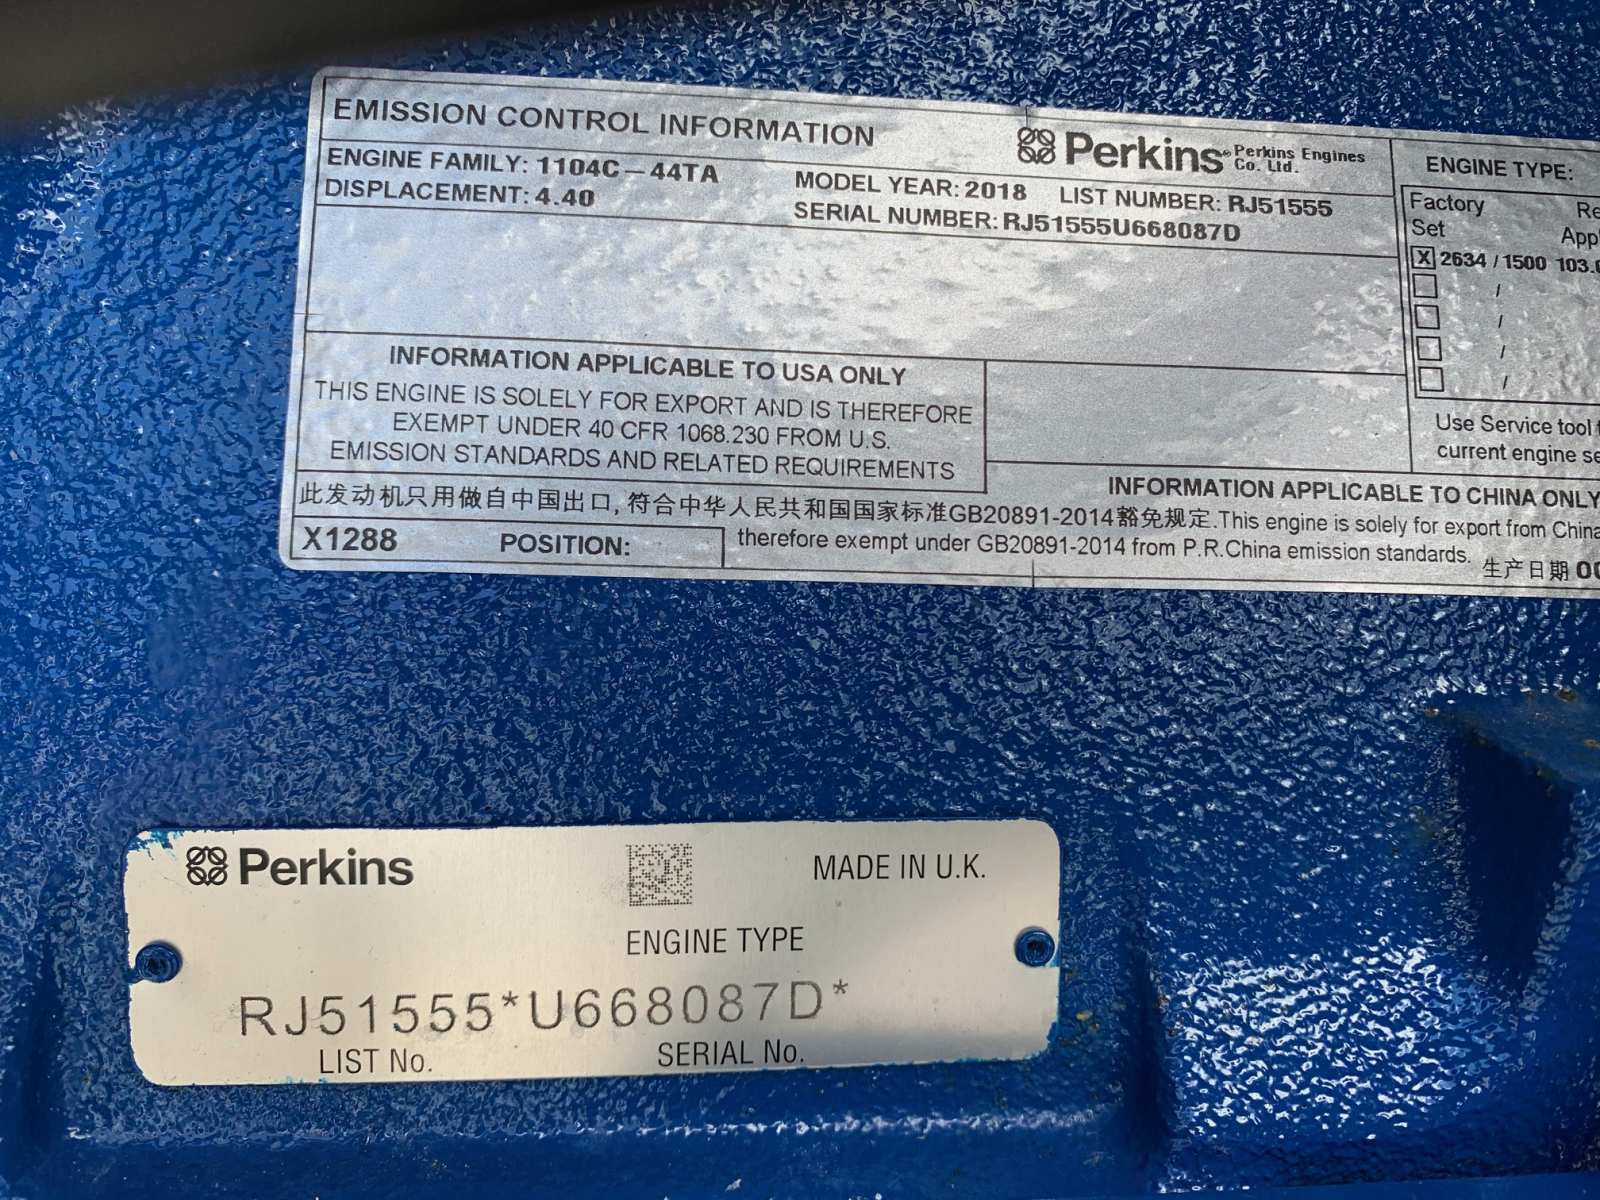 EMISSION CONTROL INFORMATION
Perkins Perkins Engines Co. Ltd.
ENGINE FAMILY: 1104C-44TA
DISPLACEMENT: 4.40
MODEL YEAR: 2018 LIST NUMBER: RJ51555
SERIAL NUMBER: RJ51555U668087D
ENGINE TYPE:
Factory
Set
X 2634 / 1500
/
/
/
/
Use Service tool
current engine
INFORMATION APPLICABLE TO USA ONLY
THIS ENGINE IS SOLELY FOR EXPORT AND IS THEREFORE
EXEMPT UNDER 40 CFR 1068.230 FROM U.S.
EMISSION STANDARDS AND RELATED REQUIREMENTS
INFORMATION APPLICABLE TO CHINA ONLY
此发动机只用做自中国出口, 符合中华人民共和国国家标准GB20891-2014豁免规定.This engine is solely for export from China
therefore exempt under GB20891-2014 from P.R.China emission standards.
X1288 POSITION:
生产日期
Perkins
MADE IN U.K.
ENGINE TYPE
RJ51555*U668087D*
LIST No. SERIAL No.